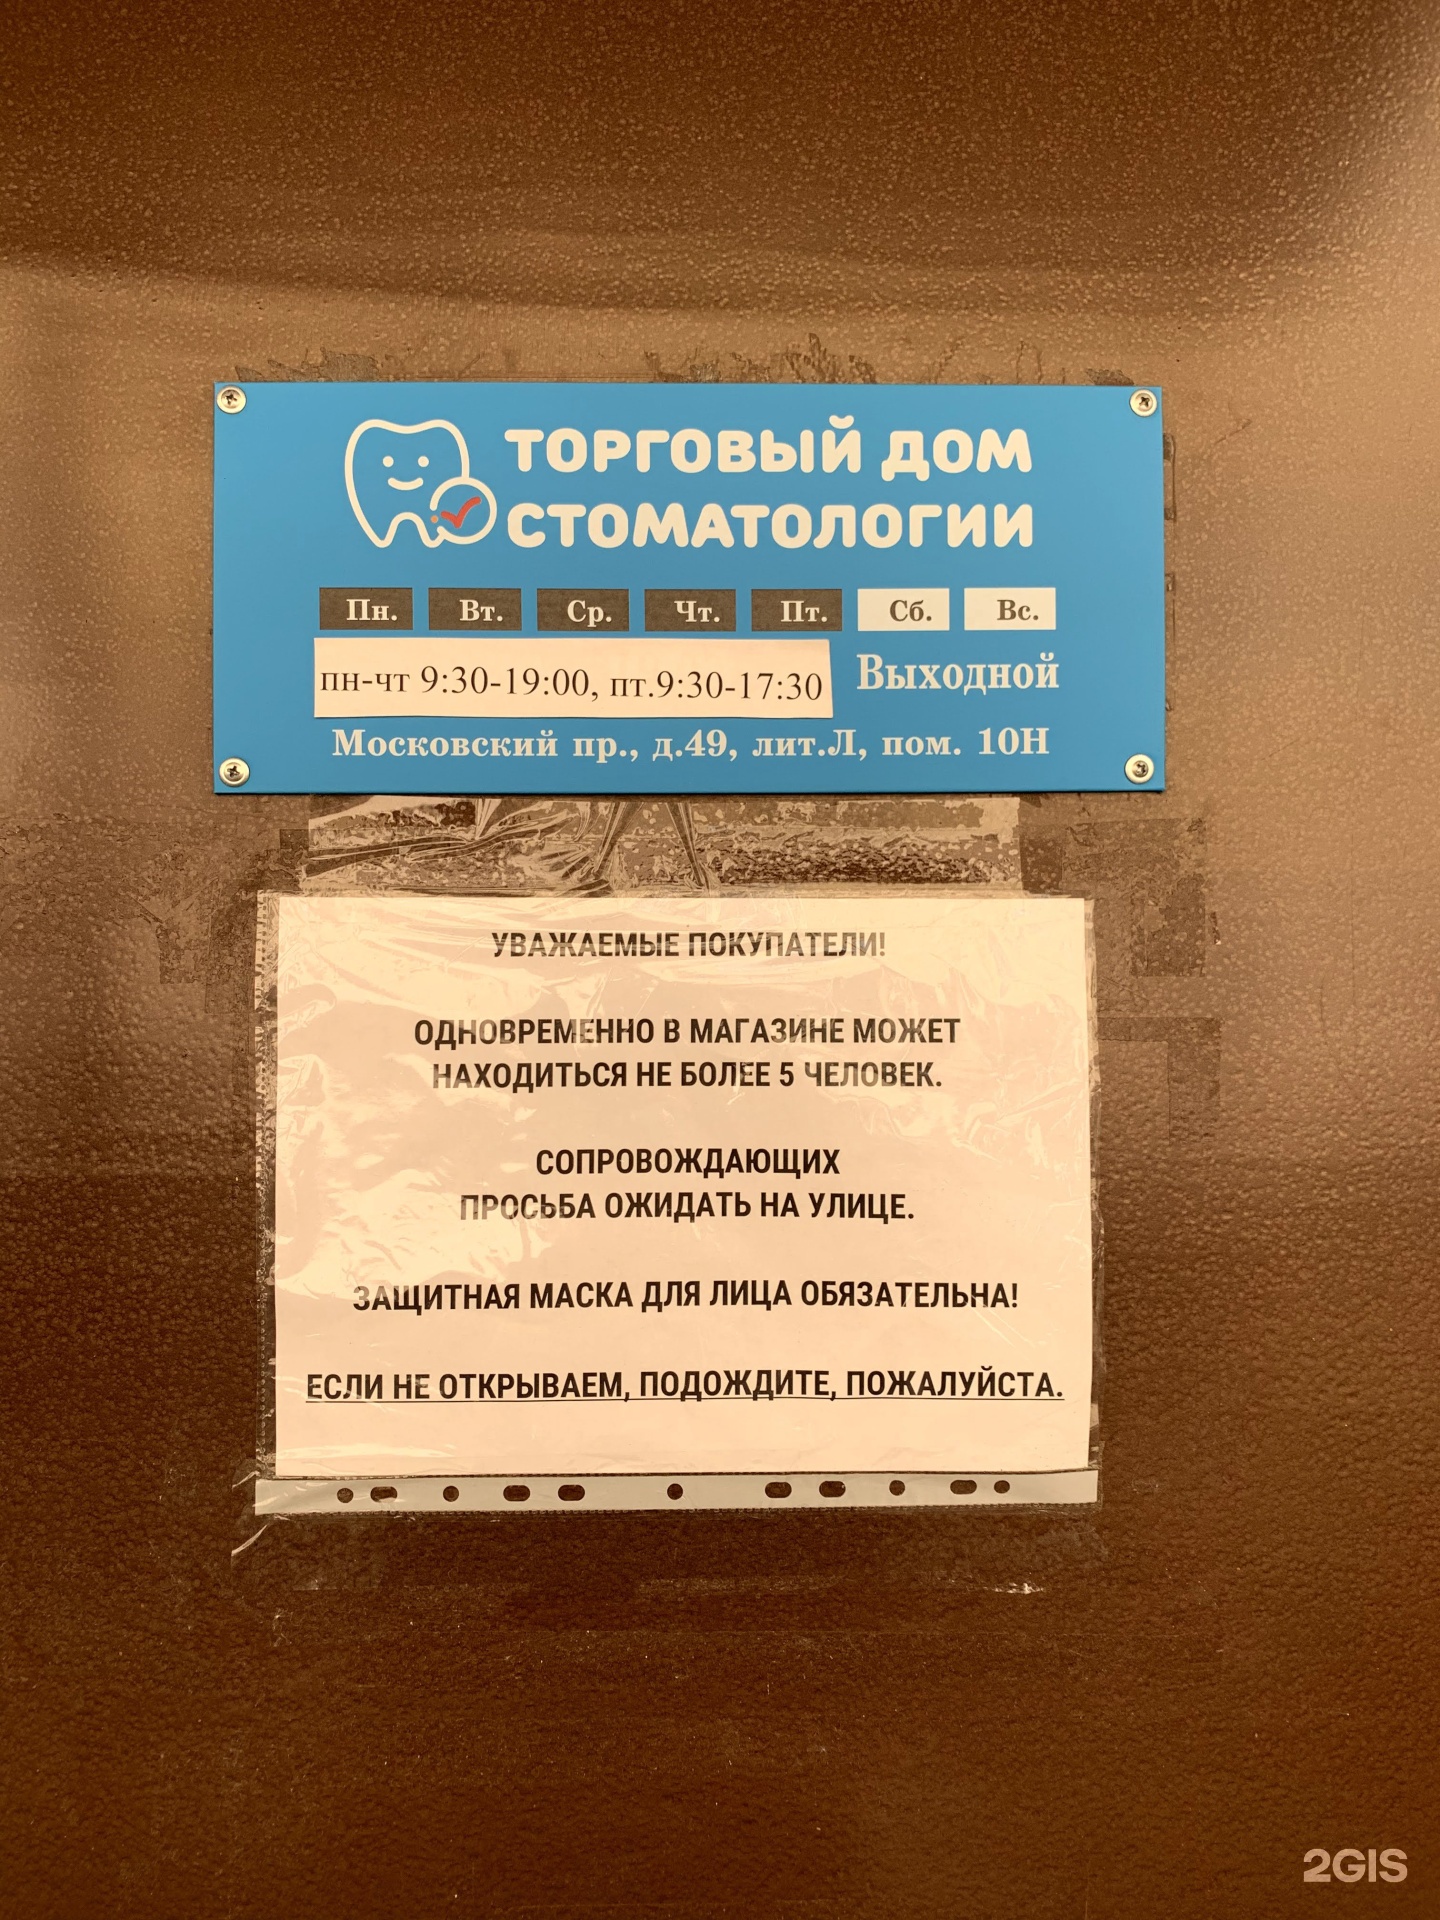 ТОРГОВЫЙ ДОМ
СТОМАТОЛОГИИ
Пн. Вт. Ср. Чт. Пт. Сб. Вс.
пн-чт 9:30-19:00, пт.9:30-17:30 Выходной
Московский пр., д.49, лит.Л, пом. 10Н
УВАЖАЕМЫЕ ПОКУПАТЕЛИ!
ОДНОВРЕМЕННО В МАГАЗИНЕ МОЖЕТ
НАХОДИТЬСЯ НЕ БОЛЕЕ 5 ЧЕЛОВЕК.
СОПРОВОЖДАЮЩИХ
ПРОСЬБА ОЖИДАТЬ НА УЛИЦЕ.
ЗАЩИТНАЯ МАСКА ДЛЯ ЛИЦА ОБЯЗАТЕЛЬНА!
ЕСЛИ НЕ ОТКРЫВАЕМ, ПОДОЖДИТЕ, ПОЖАЛУЙСТА.
2GIS